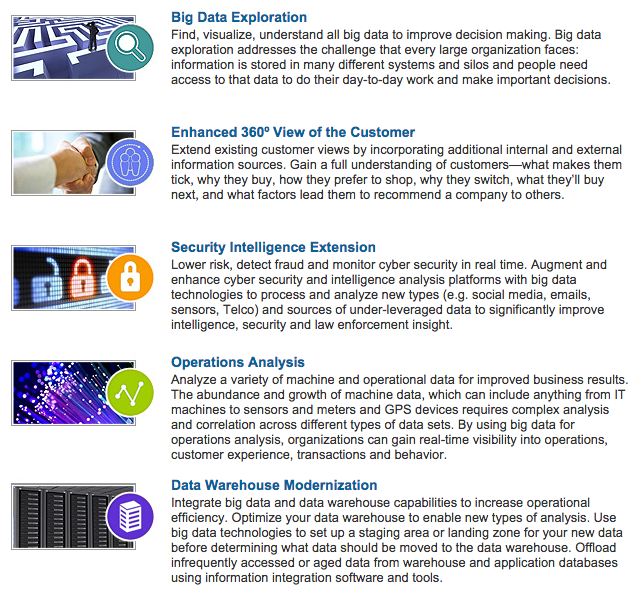 Big Data Exploration
Find, visualize, understand all big data to improve decision making. Big data
exploration addresses the challenge that every large organization faces:
information is stored in many different systems and silos and people need
access to that data to do their day-to-day work and make important decisions.
Enhanced 360º View of the Customer
Extend existing customer views by incorporating additional internal and external
information sources. Gain a full understanding of customers—what makes them
tick, why they buy, how they prefer to shop, why they switch, what they'll buy
next, and what factors lead them to recommend a company to others.
Security Intelligence Extension
Lower risk, detect fraud and monitor cyber security in real time. Augment and
enhance cyber security and intelligence analysis platforms with big data
technologies to process and analyze new types (e.g. social media, emails,
sensors, Telco) and sources of under-leveraged data to significantly improve
intelligence, security and law enforcement insight.
Operations Analysis
Analyze a variety of machine and operational data for improved business results.
The abundance and growth of machine data, which can include anything from IT
machines to sensors and meters and GPS devices requires complex analysis
and correlation across different types of data sets. By using big data for
operations analysis, organizations can gain real-time visibility into operations,
customer experience, transactions and behavior.
Data Warehouse Modernization
Integrate big data and data warehouse capabilities to increase operational
efficiency. Optimize your data warehouse to enable new types of analysis. Use
big data technologies to set up a staging area or landing zone for your new data
before determining what data should be moved to the data warehouse. Offload
infrequently accessed or aged data from warehouse and application databases
using information integration software and tools.